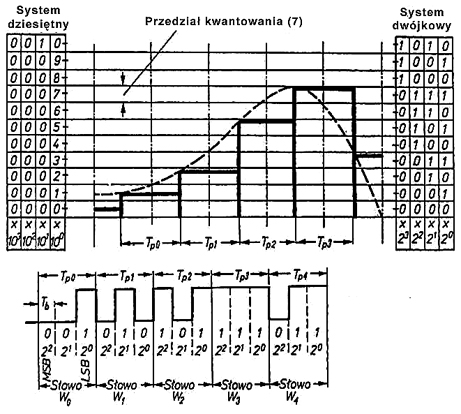 System dziesiętny
Przedział kwantowania (7)
System dwójkowy
0 0 1 0 1 0 1 0
0 0 0 9 1 0 0 1
0 0 0 8 1 0 0 0
0 0 0 7 0 1 1 1
0 0 0 6 0 1 1 0
0 0 0 5 0 1 0 1
0 0 0 4 0 1 0 0
0 0 0 3 0 0 1 1
0 0 0 2 0 0 1 0
0 0 0 1 0 0 0 1
0 0 0 0 0 0 0 0
x x x x x x x x
10³ 10² 10¹ 10⁰ Tp0 Tp1 Tp2 Tp3 2³ 2² 2¹ 2⁰
Tp0 Tp1 Tp2 Tp3 Tp4
Tb
0 0 1 0 1 0 1 0 1 1 1 1 0 1 1
2² 2¹ 2⁰ 2² 2¹ 2⁰ 2² 2¹ 2⁰ 2² 2¹ 2⁰ 2² 2¹ 2⁰
MSB LSB
Słowo Słowo Słowo Słowo Słowo
W0 W1 W2 W3 W4